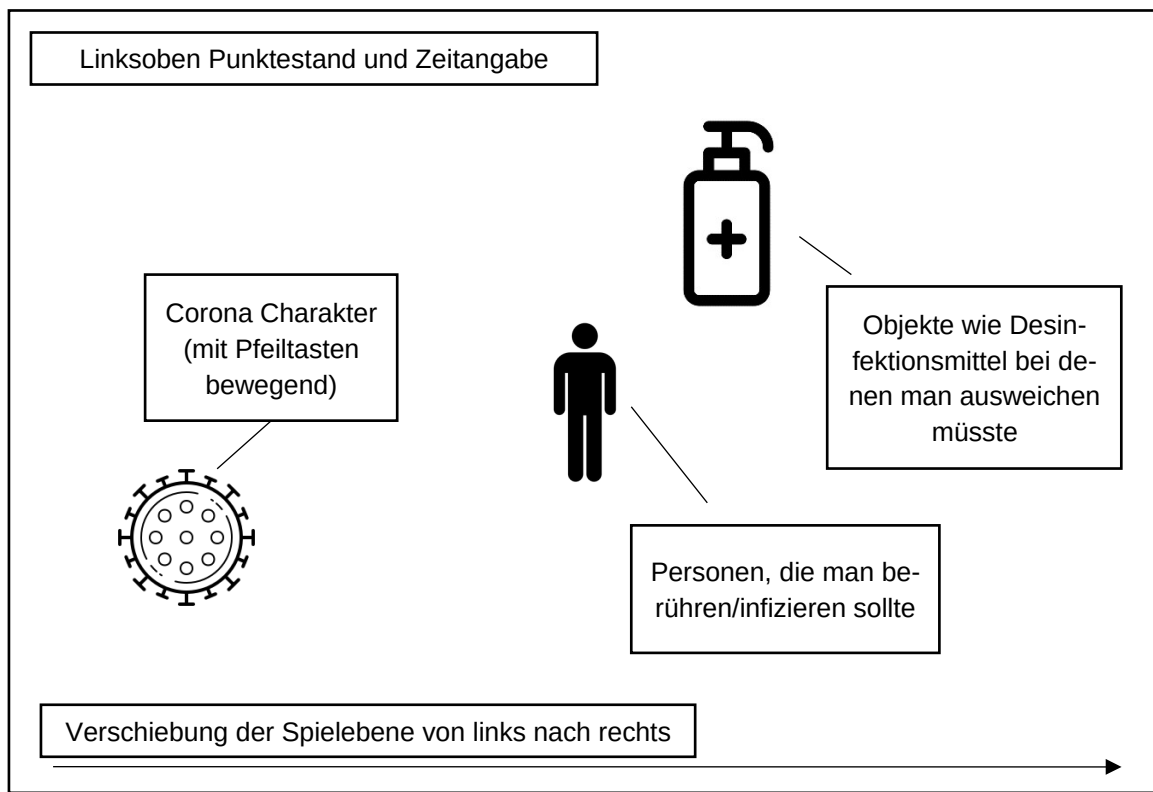 Linksoben Punktestand und Zeitangabe
Corona Charakter
(mit Pfeiltasten
bewegend)
Objekte wie Desin-
fektionsmittel bei de-
nen man ausweichen
müsste
Personen, die man be-
rühren/infizieren sollte
Verschiebung der Spielebene von links nach rechts